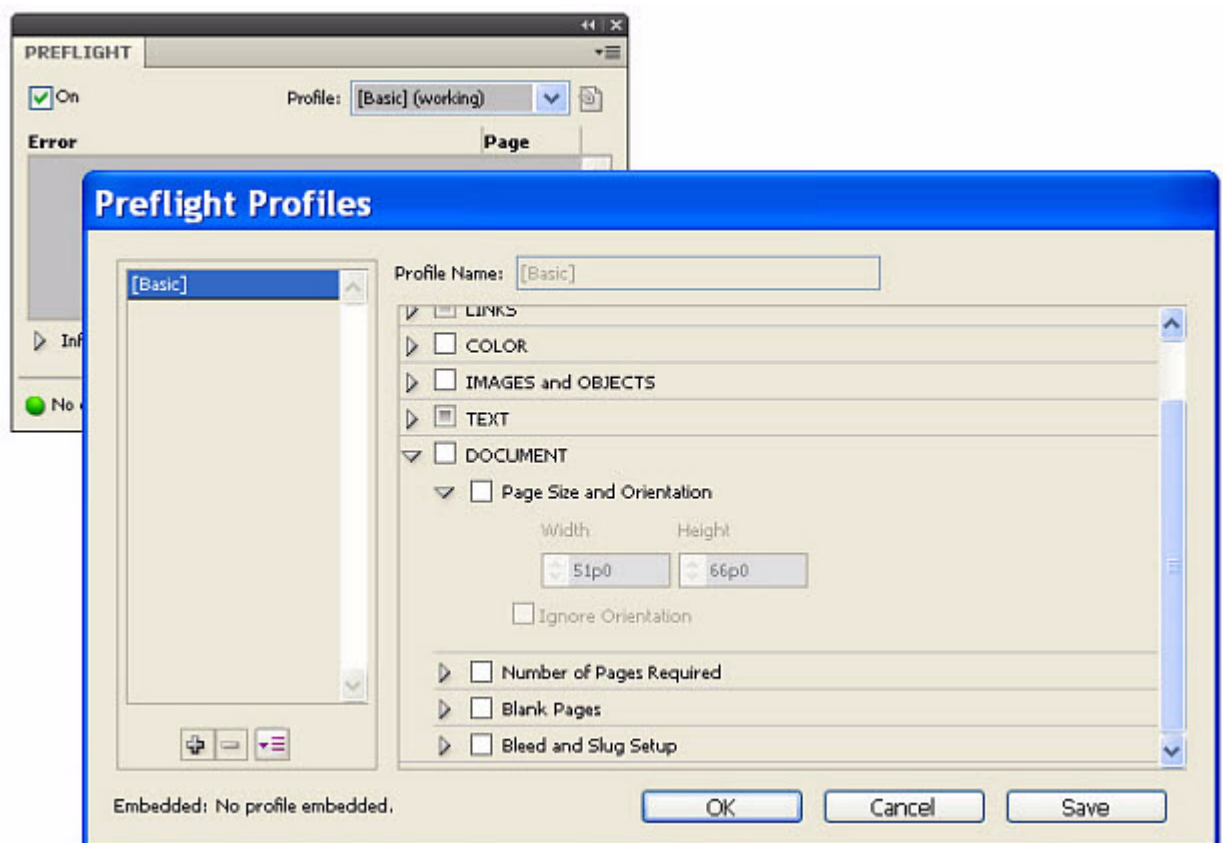 PREFLIGHT
On Profile: [Basic] (working)
Error Page
Preflight Profiles
[Basic]
Profile Name: [Basic]
LINKS
COLOR
IMAGES and OBJECTS
TEXT
DOCUMENT
Page Size and Orientation
Width Height
51p0 66p0
Ignore Orientation
Number of Pages Required
Blank Pages
Bleed and Slug Setup
No
Embedded: No profile embedded.
OK Cancel Save